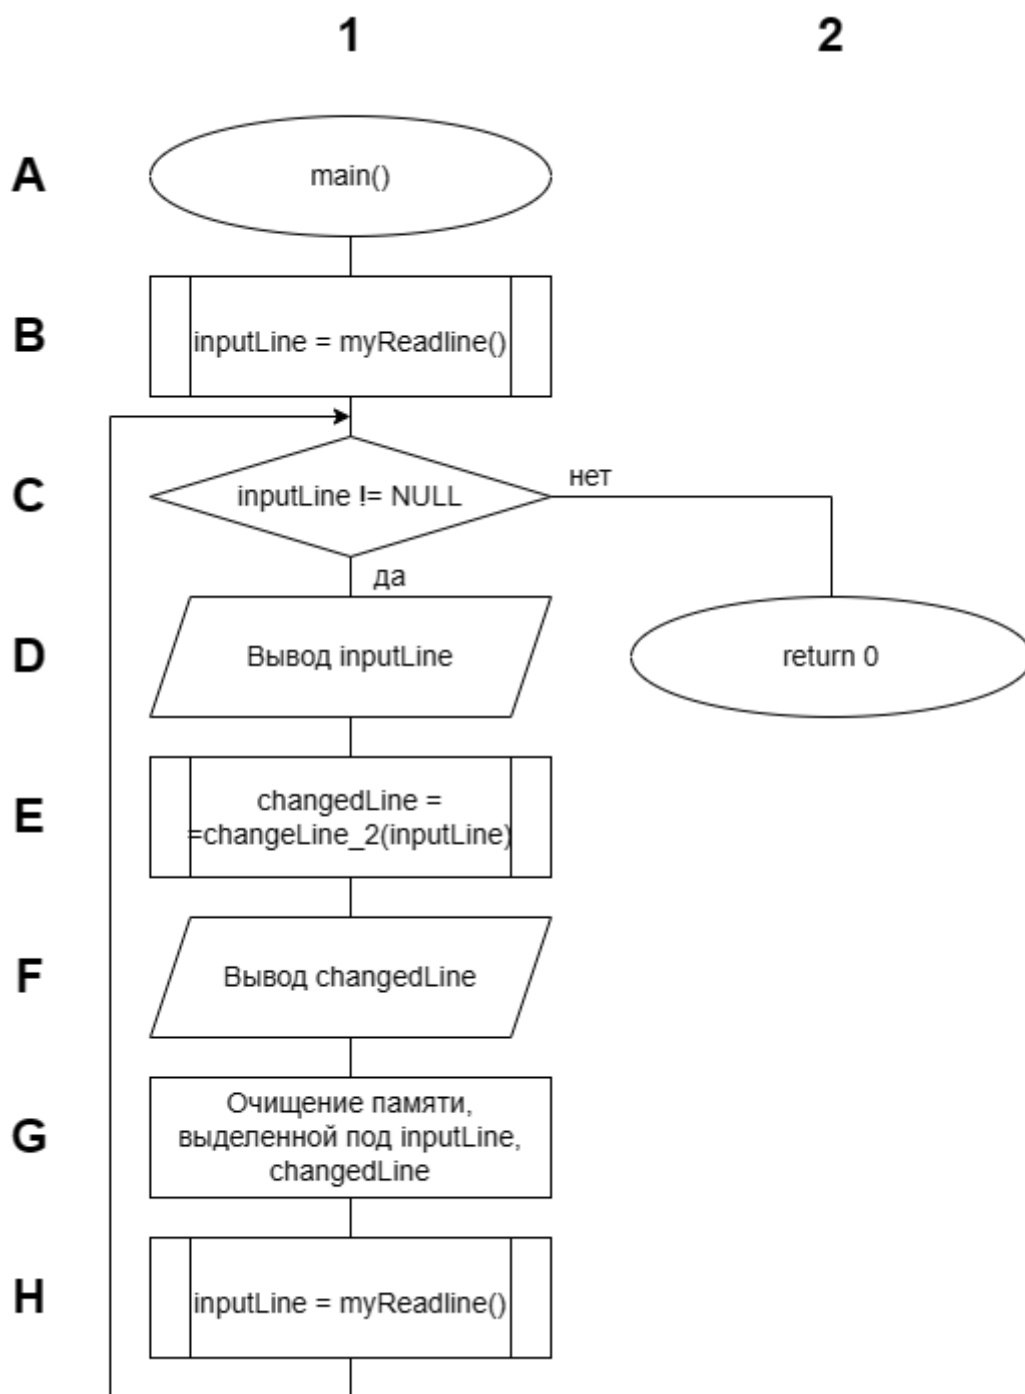 1
2
A
main()
B
inputLine = myReadline()
C
inputLine != NULL
нет
да
D
Вывод inputLine
return 0
E
changedLine =
=changeLine_2(inputLine)
F
Вывод changedLine
G
Очищение памяти,
выделенной под inputLine,
changedLine
H
inputLine = myReadline()